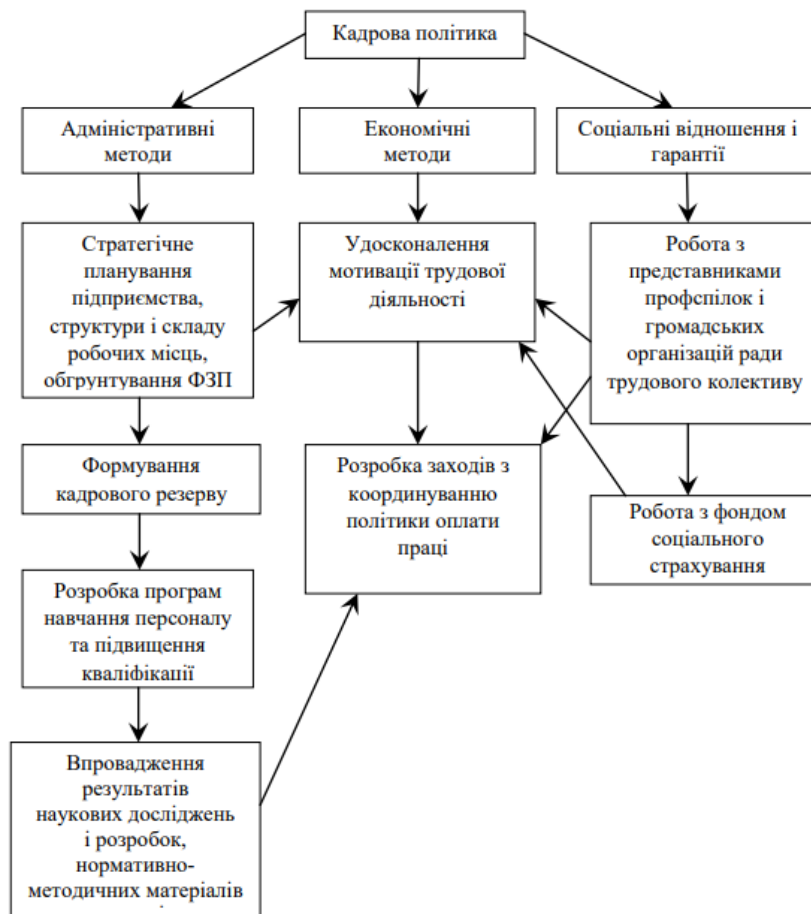 Кадрова політика
Адміністративні
методи
Економічні
методи
Соціальні відношення і
гарантії
Стратегічне
планування
підприємства,
структури і складу
робочих місць,
обгрунтування ФЗП
Удосконалення
мотивації трудової
діяльності
Робота з
представниками
профспілок і
громадських
організацій ради
трудового колективу
Формування
кадрового резерву
Розробка заходів з
координуванню
політики оплати
праці
Робота з фондом
соціального
страхування
Розробка програм
навчання персоналу
та підвищення
кваліфікації
Впровадження
результатів
наукових досліджень
і розробок,
нормативно-
методичних матеріалів